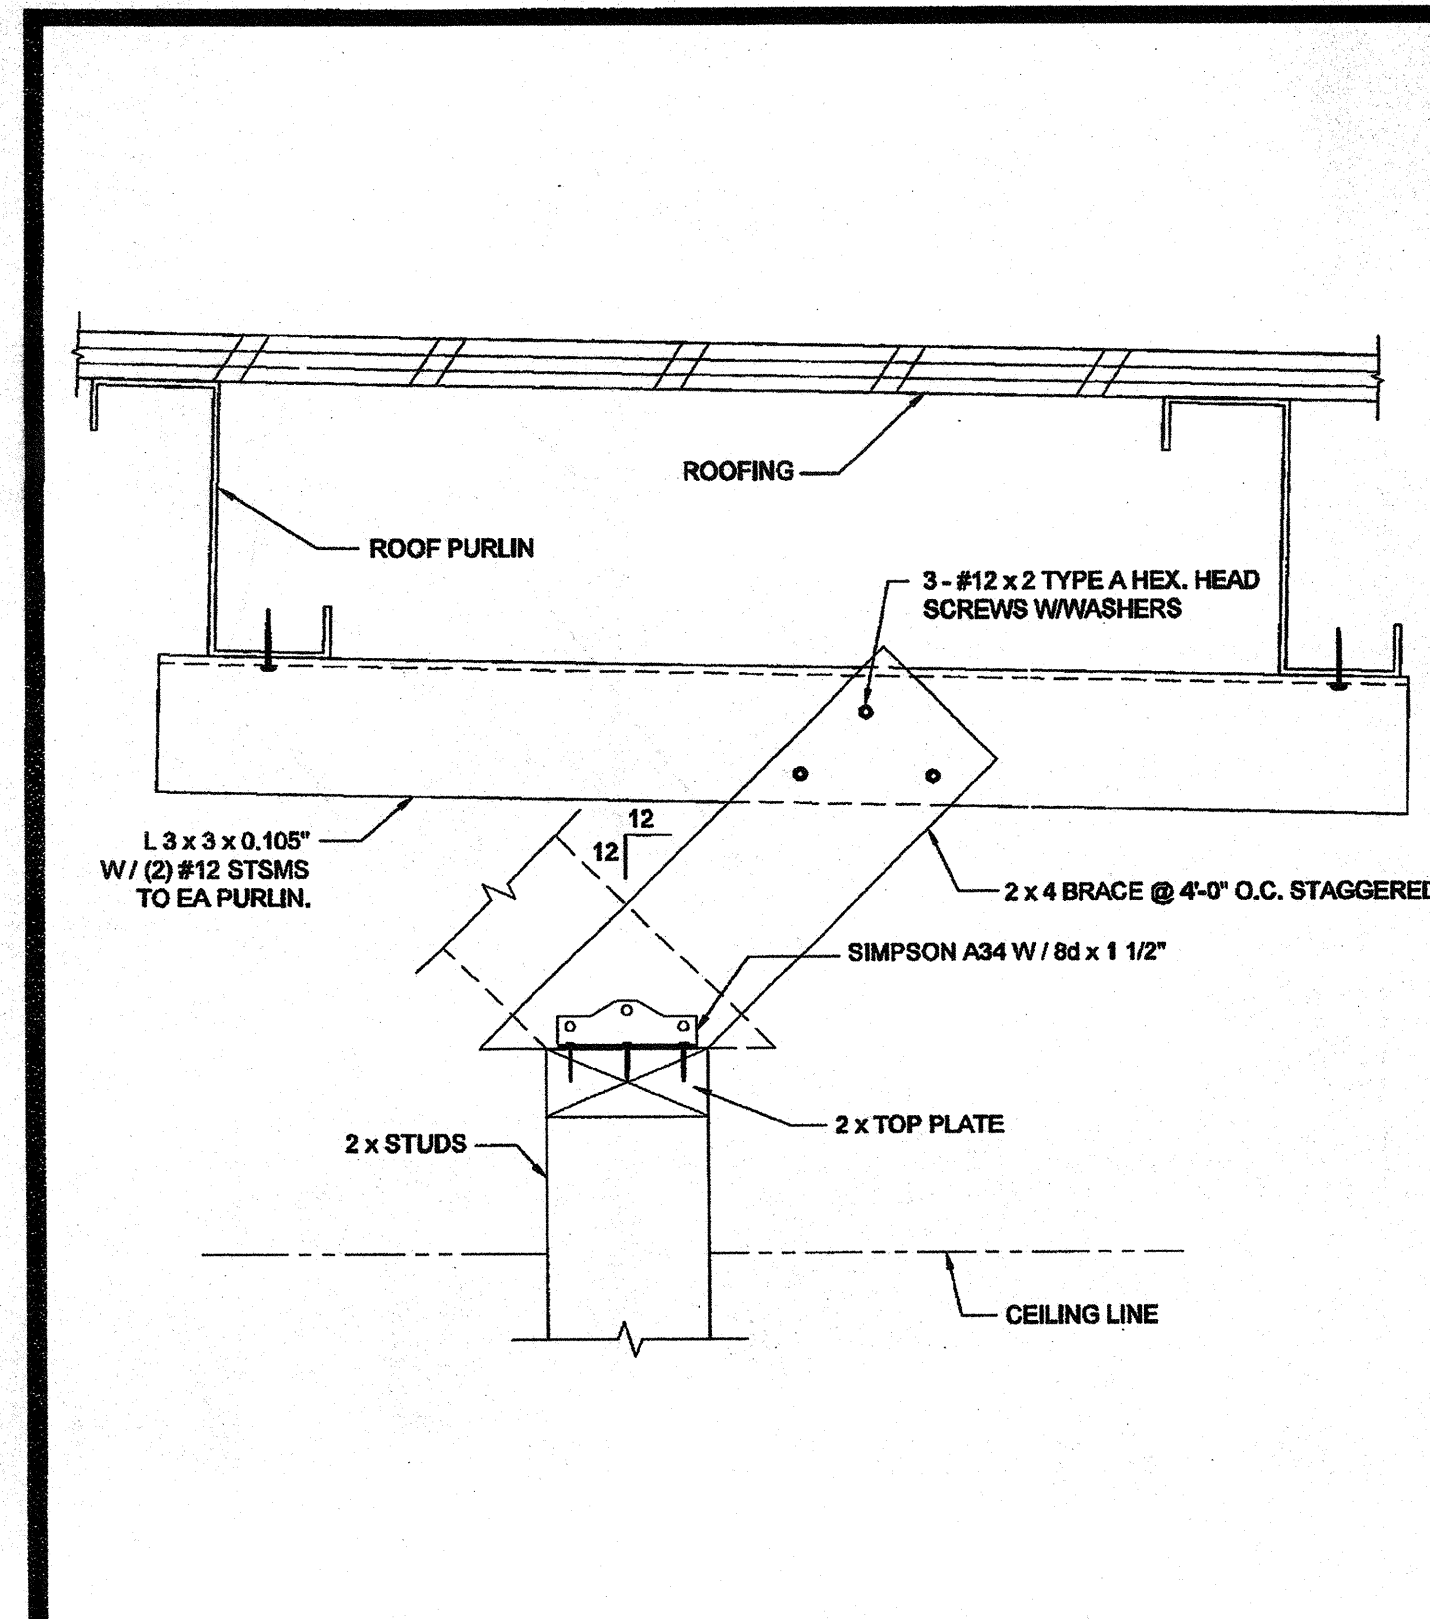 ROOFING
ROOF PURLIN
3 - #12 x 2 TYPE A HEX. HEAD
SCREWS W/WASHERS
12
12
L 3 x 3 x 0.105"
W / (2) #12 STSMS
TO EA PURLIN.
2 x 4 BRACE @ 4'-0" O.C. STAGGERED
SIMPSON A34 W / 8d x 1 1/2"
2 x TOP PLATE
2 x STUDS
CEILING LINE